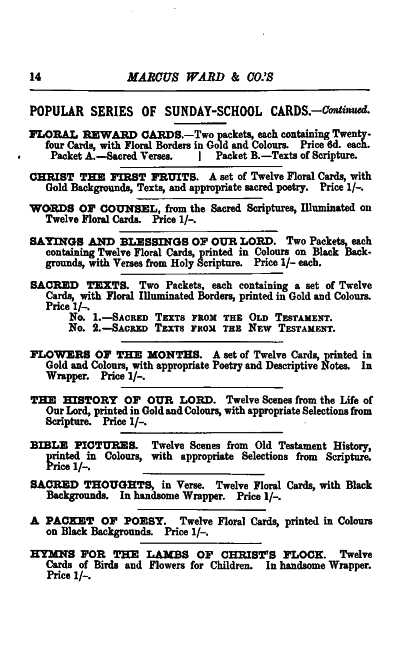 14 MARCUS WARD & CO.'S
POPULAR SERIES OF SUNDAY-SCHOOL CARDS.—Continued.
FLORAL REWARD CARDS.—Two packets, each containing Twenty-
four Cards, with Floral Borders in Gold and Colours. Price 6d. each.
Packet A.—Sacred Verses. | Packet B.—Texts of Scripture.
CHRIST THE FIRST FRUITS. A set of Twelve Floral Cards, with
Gold Backgrounds, Texts, and appropriate sacred poetry. Price 1/-.
WORDS OF COUNSEL, from the Sacred Scriptures, Illuminated on
Twelve Floral Cards. Price 1/-.
SAYINGS AND BLESSINGS OF OUR LORD. Two Packets, each
containing Twelve Floral Cards, printed in Colours on Black Back-
grounds, with Verses from Holy Scripture. Price 1/- each.
SACRED TEXTS. Two Packets, each containing a set of Twelve
Cards, with Floral Illuminated Borders, printed in Gold and Colours.
Price 1/-.
No. 1.—SACRED TEXTS FROM THE OLD TESTAMENT.
No. 2.—SACRED TEXTS FROM THE NEW TESTAMENT.
FLOWERS OF THE MONTHS. A set of Twelve Cards, printed in
Gold and Colours, with appropriate Poetry and Descriptive Notes. In
Wrapper. Price 1/-.
THE HISTORY OF OUR LORD. Twelve Scenes from the Life of
Our Lord, printed in Gold and Colours, with appropriate Selections from
Scripture. Price 1/-.
BIBLE PICTURES. Twelve Scenes from Old Testament History,
printed in Colours, with appropriate Selections from Scripture.
Price 1/-.
SACRED THOUGHTS, in Verse. Twelve Floral Cards, with Black
Backgrounds. In handsome Wrapper. Price 1/-.
A PACKET OF POESY. Twelve Floral Cards, printed in Colours
on Black Backgrounds. Price 1/-.
HYMNS FOR THE LAMBS OF CHRIST'S FLOCK. Twelve
Cards of Birds and Flowers for Children. In handsome Wrapper.
Price 1/-.